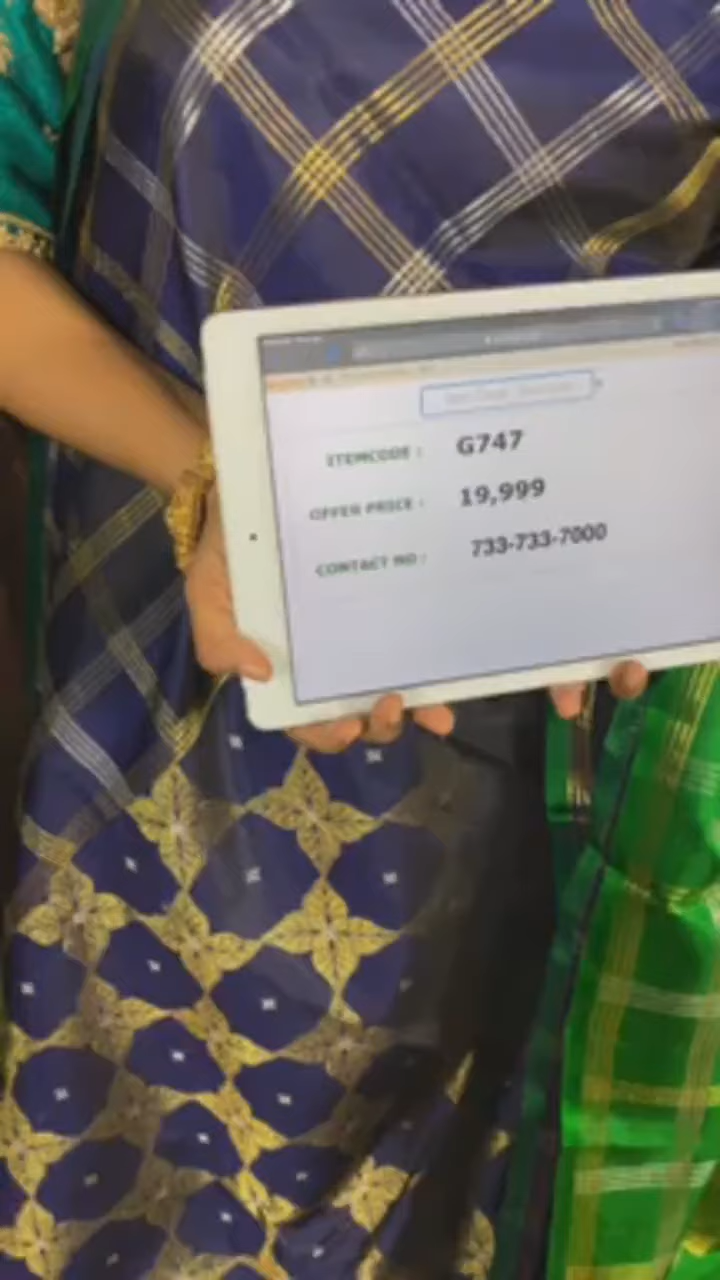 ITEMCODE : G747
OFFER PRICE : 19,999
CONTACT NO : 733-733-7000